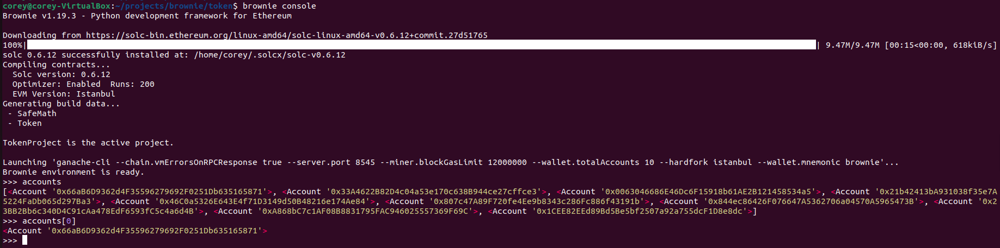 corey@corey-VirtualBox:~/projects/brownie/token$ brownie console
Brownie v1.19.3 - Python development framework for Ethereum
Downloading from https://solc-bin.ethereum.org/linux-amd64/solc-linux-amd64-v0.6.12+commit.27d51765
100%| | 9.47M/9.47M [00:15<00:00, 618kiB/s]
solc 0.6.12 successfully installed at: /home/corey/.solcx/solc-v0.6.12
Compiling contracts...
  Solc version: 0.6.12
  Optimizer: Enabled  Runs: 200
  EVM Version: Istanbul
Generating build data...
 - SafeMath
 - Token
TokenProject is the active project.
Launching 'ganache-cli --chain.vmErrorsOnRPCResponse true --server.port 8545 --miner.blockGasLimit 12000000 --wallet.totalAccounts 10 --hardfork istanbul --wallet.mnemonic brownie'...
Brownie environment is ready.
>>> accounts
[<Account '0x66aB6D9362d4F35596279692F0251Db635165871'>, <Account '0x33A4622B82D4c04a53e170c638B944ce27cffce3'>, <Account '0x0063046686E46Dc6F15918b61AE2B121458534a5'>, <Account '0x21b42413bA931038f35e7A
5224FaDb065d297Ba3'>, <Account '0x46C0a5326E643E4f71D3149d50B48216e174Ae84'>, <Account '0x807c47A89F720fe4Ee9b8343c286Fc886f43191b'>, <Account '0x844ec86426F076647A5362706a04570A5965473B'>, <Account '0x2
3BB2Bb6c340D4C91cAa478EdF6593fC5c4a6d4B'>, <Account '0xA868bC7c1AF08B8831795FAC946025557369F69C'>, <Account '0x1CEE82EEd89Bd5Be5bf2507a92a755dcF1D8e8dc'>]
>>> accounts[0]
<Account '0x66aB6D9362d4F35596279692F0251Db635165871'>
>>>